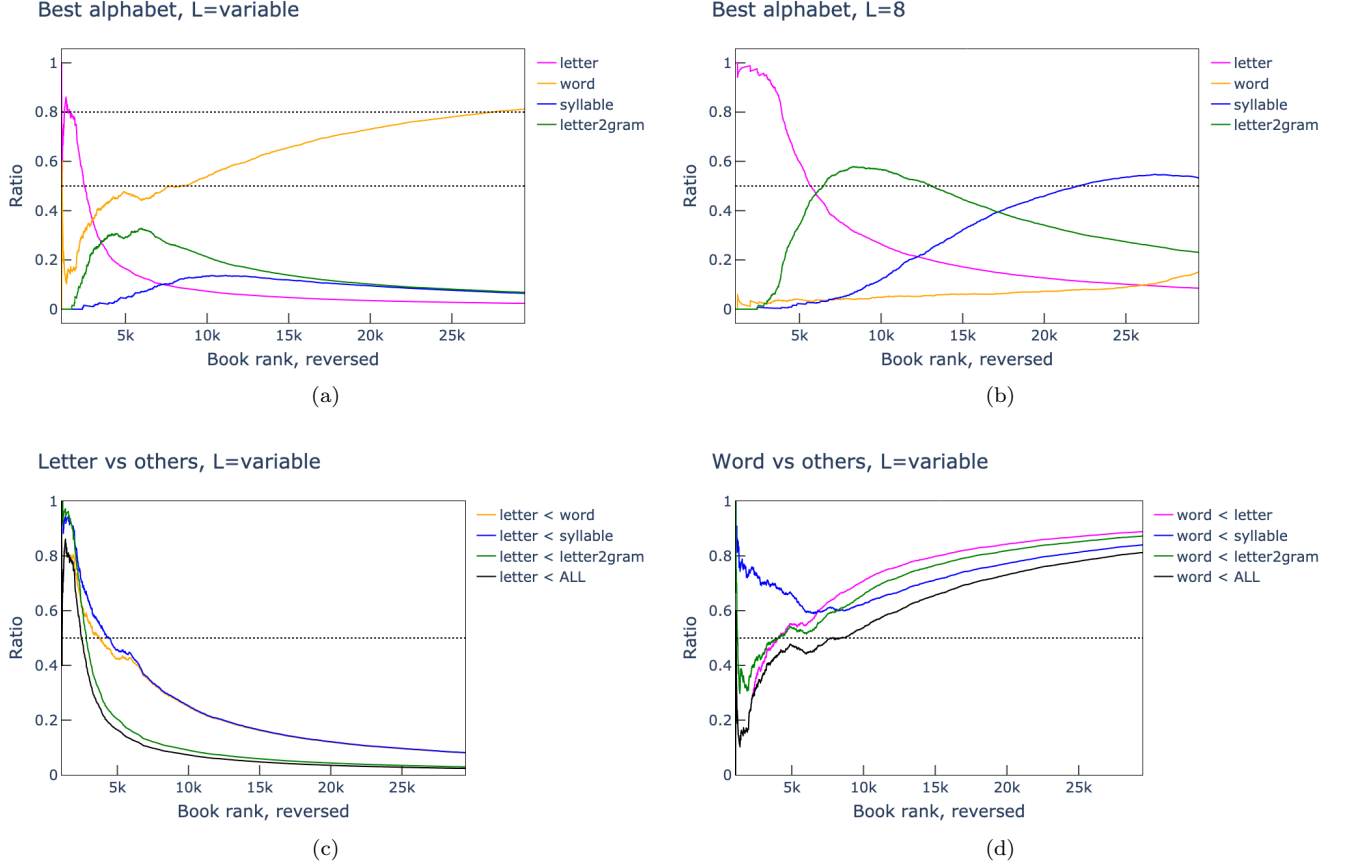 Best alphabet, L=variable
1
0.8
0.6
0.4
0.2
0
Ratio
5k 10k 15k 20k 25k
Book rank, reversed
letter
word
syllable
letter2gram
(a)
Best alphabet, L=8
1
0.8
0.6
0.4
0.2
0
Ratio
5k 10k 15k 20k 25k
Book rank, reversed
letter
word
syllable
letter2gram
(b)
Letter vs others, L=variable
1
0.8
0.6
0.4
0.2
0
Ratio
5k 10k 15k 20k 25k
Book rank, reversed
letter < word
letter < syllable
letter < letter2gram
letter < ALL
(c)
Word vs others, L=variable
1
0.8
0.6
0.4
0.2
0
Ratio
5k 10k 15k 20k 25k
Book rank, reversed
word < letter
word < syllable
word < letter2gram
word < ALL
(d)